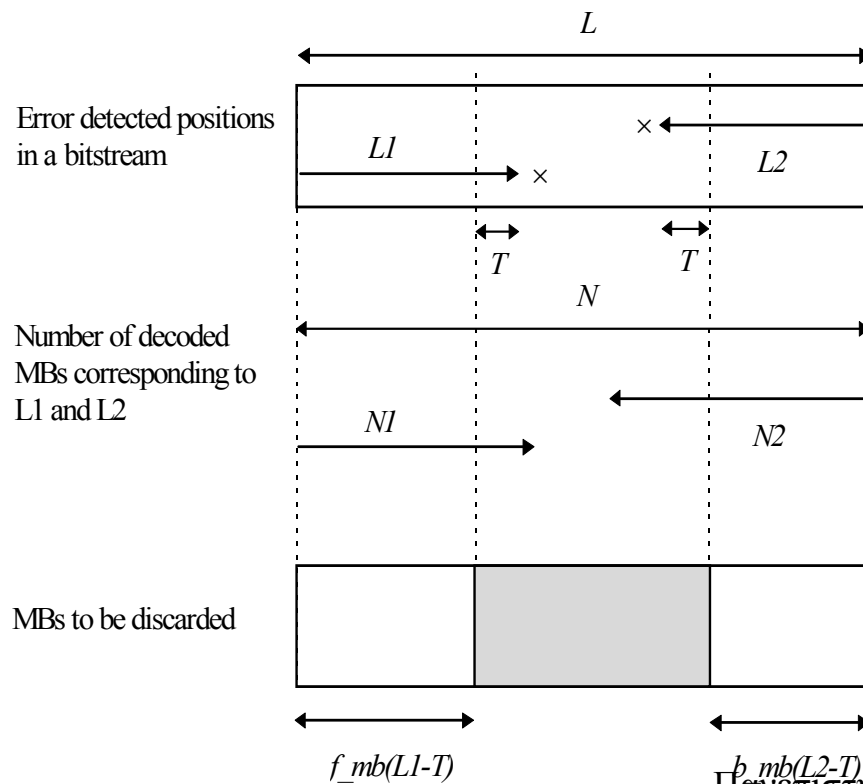 L
Error detected positions
in a bitstream
×
L1
L2
×
T
T
N
Number of decoded
MBs corresponding to
L1 and L2
N1
N2
MBs to be discarded
f_mb(L1-T)
b_mb(L2-T)